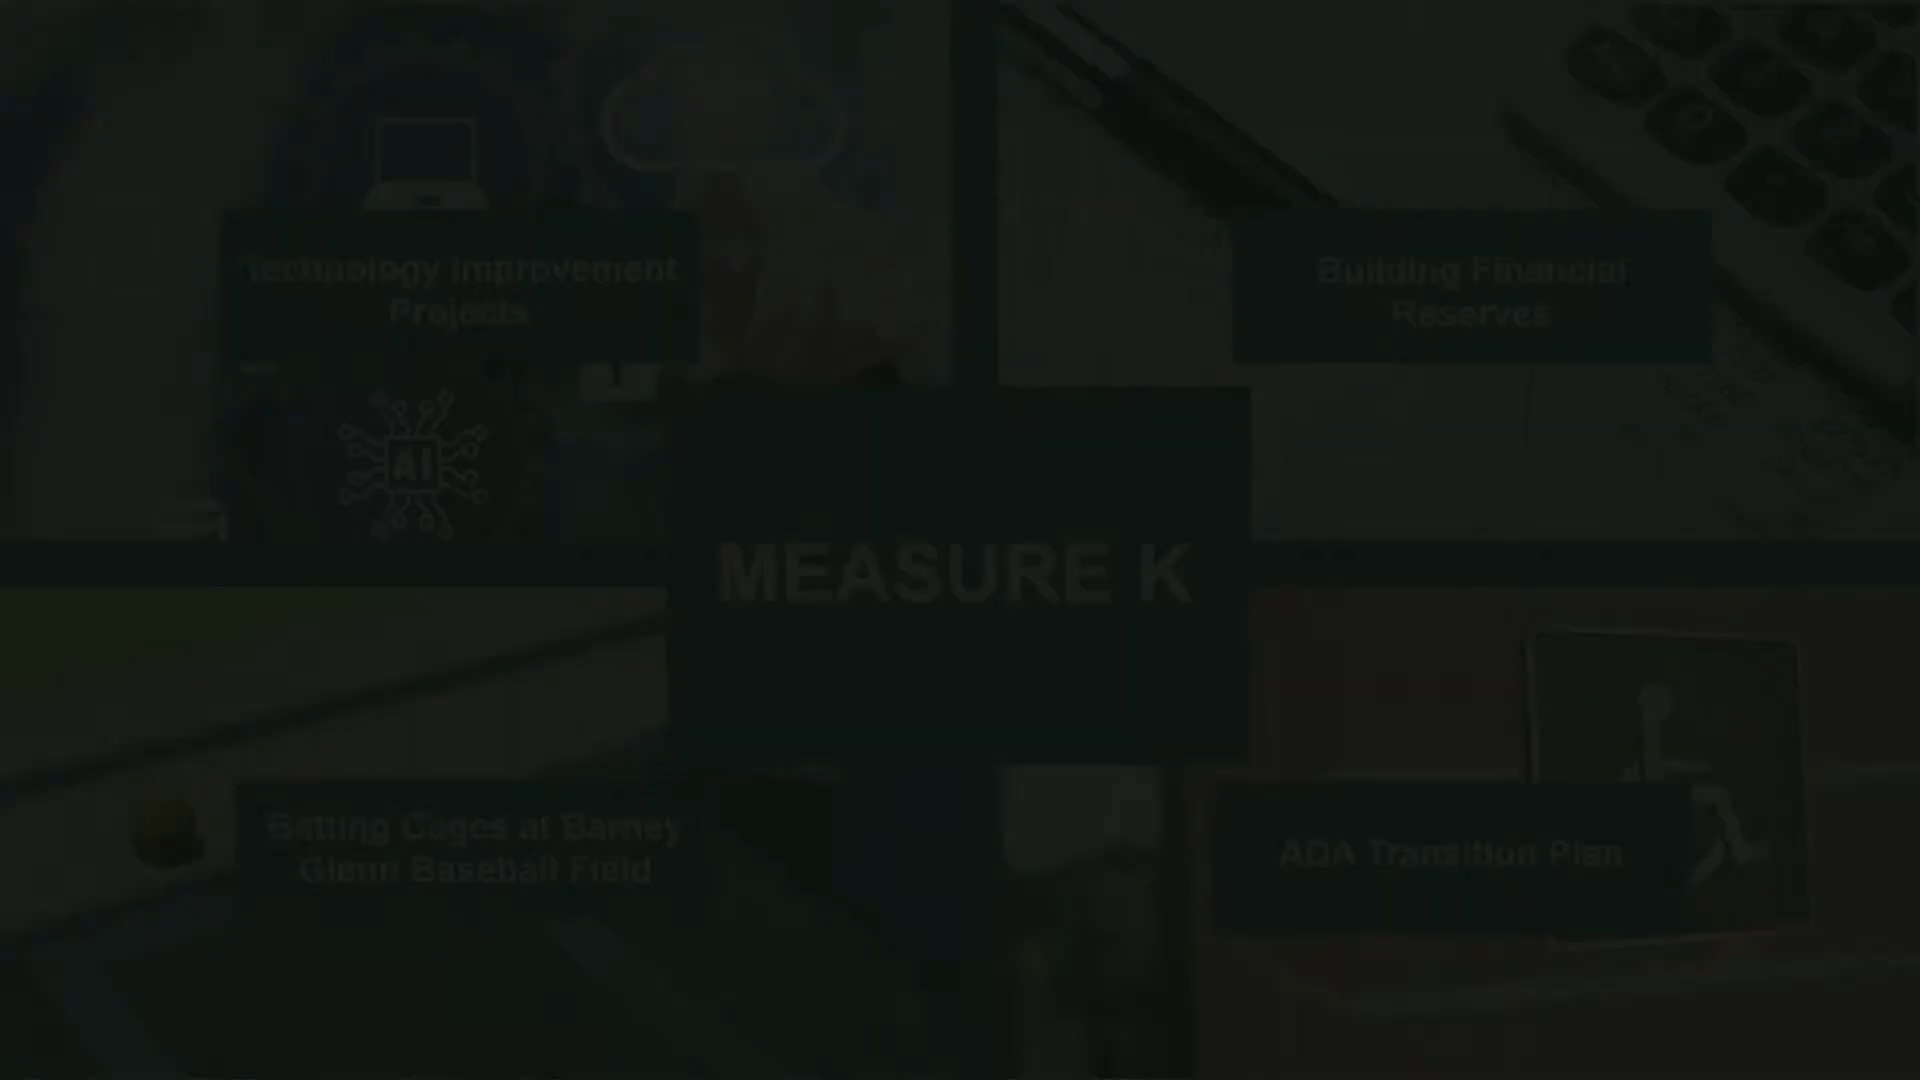 Technology Improvement
Projects
Building Financial
Reserves
AI
MEASURE K
Batting Cages at Barney
Glenn Baseball Field
ADA Transition Plan